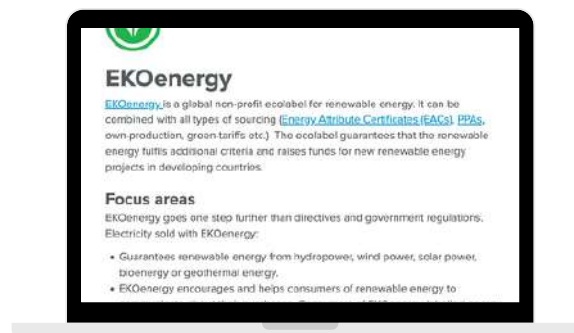 EKOenergy
EKOenergy is a global non-profit ecolabel for renewable energy. It can be
combined with all types of sourcing (Energy Attribute Certificates (EACs), PPAs,
own-production, green-tariffs etc.) The ecolabel guarantees that the renewable
energy fulfils additional criteria and raises funds for new renewable energy
projects in developing countries.
Focus areas
EKOenergy goes one step further than directives and government regulations.
Electricity sold with EKOenergy:
• Guarantees renewable energy from hydropower, wind power, solar power,
bioenergy or geothermal energy.
• EKOenergy encourages and helps consumers of renewable energy to